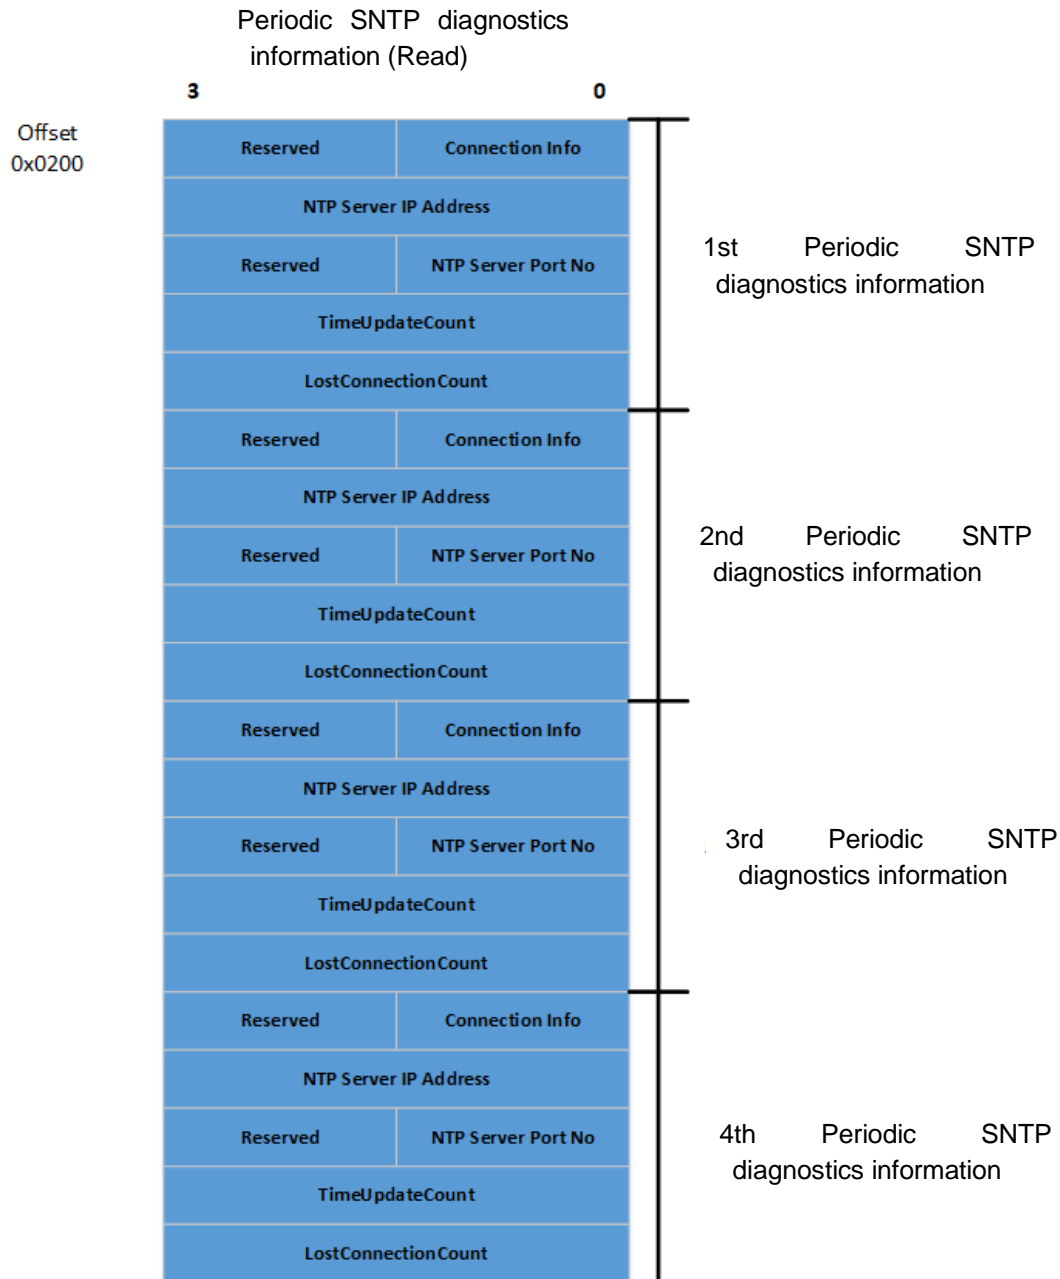 Periodic SNTP diagnostics
information (Read)
3 0
Offset
0x0200
Reserved Connection Info
NTP Server IP Address
Reserved NTP Server Port No
TimeUpdateCount
LostConnectionCount
1st Periodic SNTP
diagnostics information
Reserved Connection Info
NTP Server IP Address
Reserved NTP Server Port No
TimeUpdateCount
LostConnectionCount
2nd Periodic SNTP
diagnostics information
Reserved Connection Info
NTP Server IP Address
Reserved NTP Server Port No
TimeUpdateCount
LostConnectionCount
3rd Periodic SNTP
diagnostics information
Reserved Connection Info
NTP Server IP Address
Reserved NTP Server Port No
TimeUpdateCount
LostConnectionCount
4th Periodic SNTP
diagnostics information